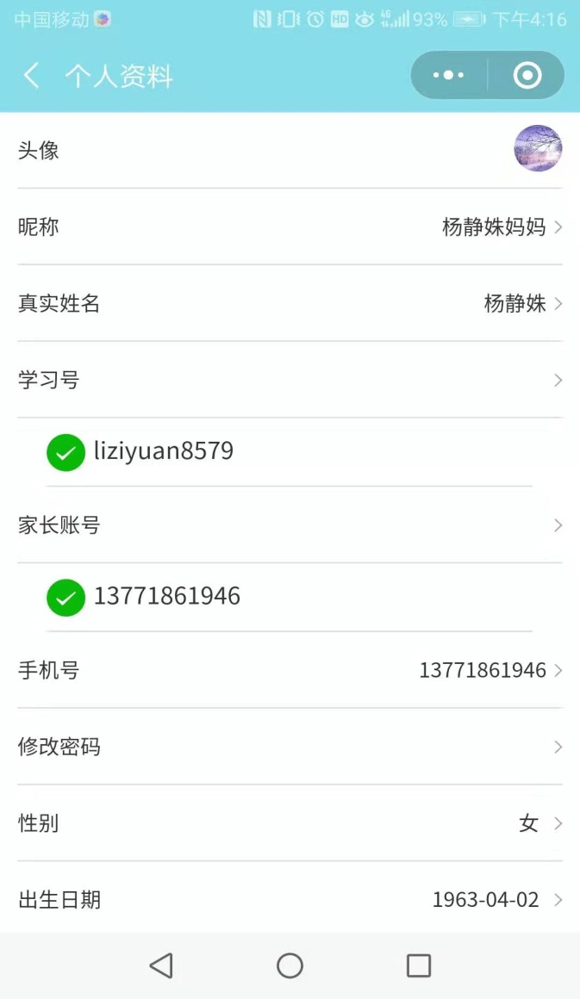 中国移动 HD 4G 93% 下午4:16
个人资料
头像
昵称 杨静姝妈妈
真实姓名 杨静姝
学习号
liziyuan8579
家长账号
13771861946
手机号 13771861946
修改密码
性别 女
出生日期 1963-04-02